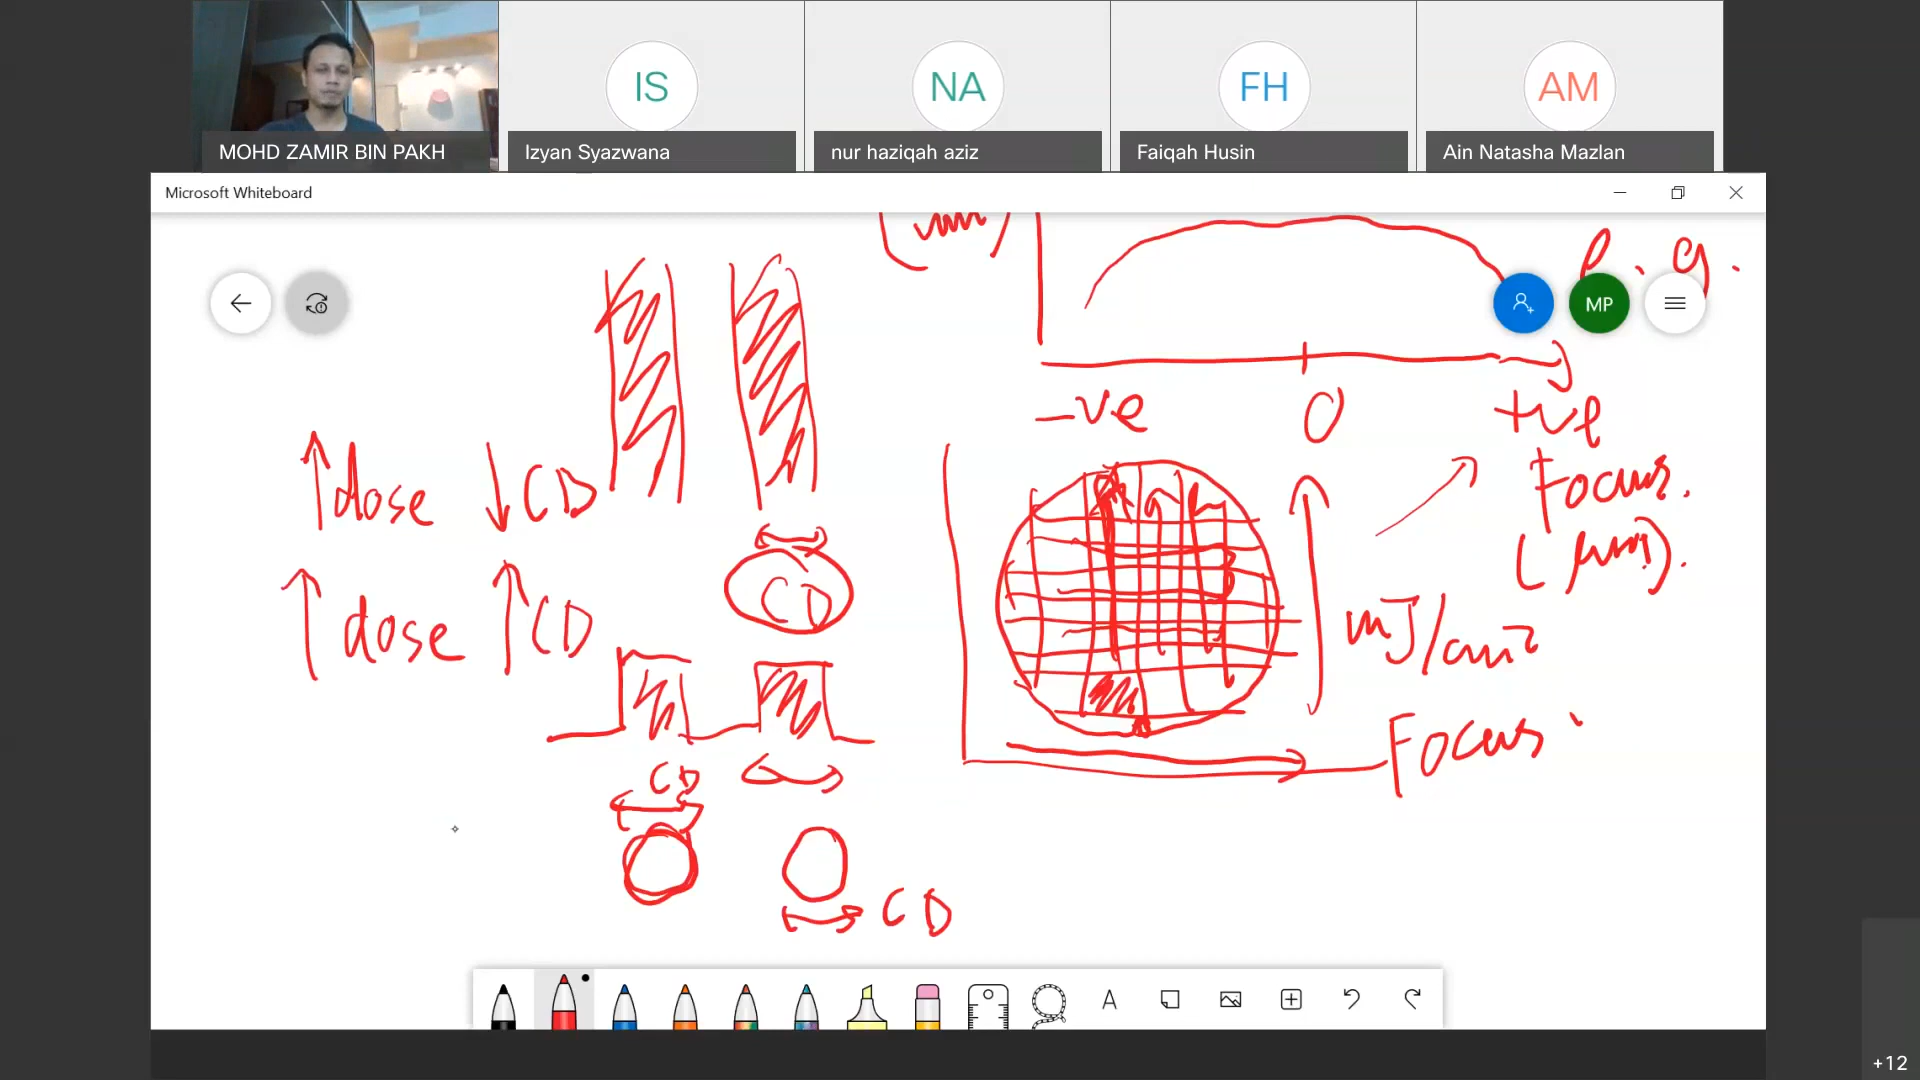 IS
NA
FH
AM
MOHD ZAMIR BIN PAKH
Izyan Syazwana
nur haziqah aziz
Faiqah Husin
Ain Natasha Mazlan
Microsoft Whiteboard
MP
-ve 0 +ve
Focus.
(μm).
↑dose ↓CD
CD
↑dose ↑CD
mJ/cm²
Focus
CD
CD
A
+12